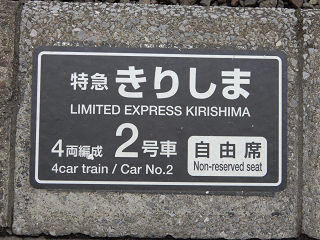 特急 きりしま
LIMITED EXPRESS KIRISHIMA
4両編成 2号車 自由席
4car train / Car No.2 Non-reserved seat